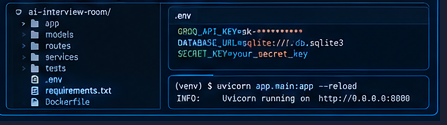 ai-interview-room/
> app
> models
> routes
> services
> tests
.env
requirements.txt
Dockerfile
.env
GROQ_API_KEY=sk-**********
DATABASE_URL=sqlite://f.db,sqlite3
SECRET_KEY=your_secret_key
(venv) $ uvicorn app.main:app --reload
INFO: Uvicorn running on http://0.0.0.0:8000